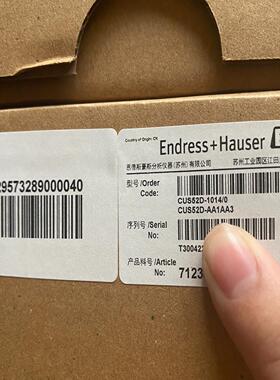 Country of Origin: CN
Endress+Hauser
恩德斯豪斯分析仪器(苏州)有限公司
苏州工业园区江田
型号/Order
Code:
CUS52D-1014/0
CUS52D-AA1AA3
29573289000040
序列号/Serial
No:
T30042
产品料号/Article
No:
7123